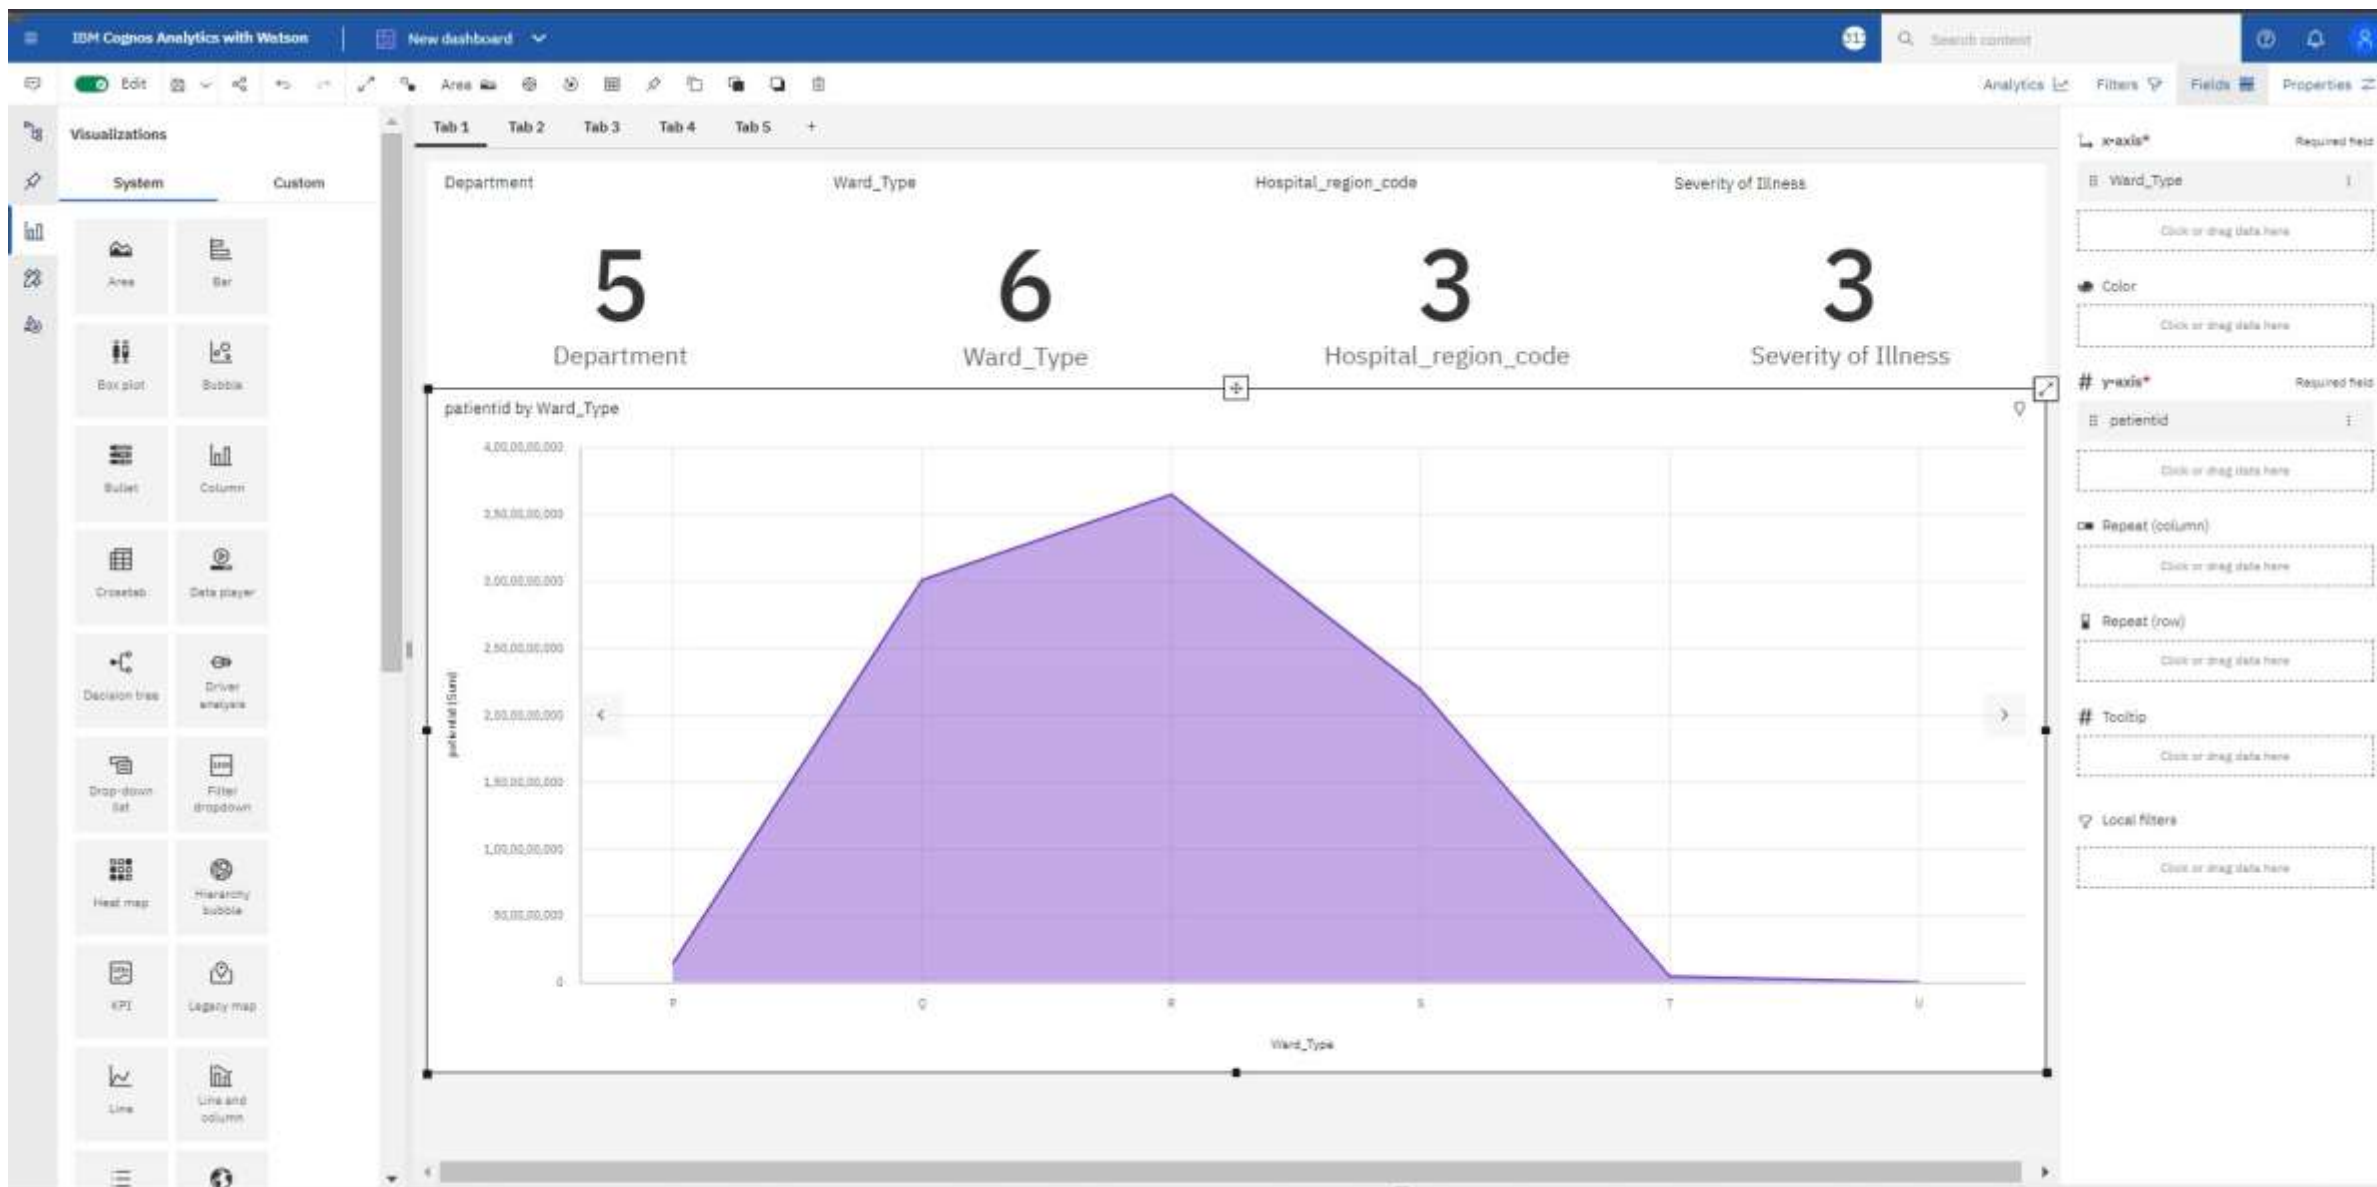 IBM Cognos Analytics with Watson
New dashboard
Search content
Edit
Area
Analytics
Filters
Fields
Properties
Visualizations
System
Custom
Area
Bar
Box plot
Bubble
Bullet
Column
Crosstab
Data player
Decision tree
Driver
analysis
Drop-down
list
Filter
dropdown
Heat map
Hierarchy
bubble
KPI
Legacy map
Line
Line and
column
Tab 1
Tab 2
Tab 3
Tab 4
Tab 5
+
Department
Ward_Type
Hospital_region_code
Severity of Illness
5
Department
6
Ward_Type
3
Hospital_region_code
3
Severity of Illness
patientid by Ward_Type
patientid (Sum)
4,00,00,00,000
3,50,00,00,000
3,00,00,00,000
2,50,00,00,000
2,00,00,00,000
1,50,00,00,000
1,00,00,00,000
50,00,00,000
0
P
Q
R
S
T
U
Ward_Type
x-axis*
Required field
Ward_Type
Click or drag data here
Color
Click or drag data here
# y-axis*
Required field
patientid
Click or drag data here
Repeat (column)
Click or drag data here
Repeat (row)
Click or drag data here
# Tooltip
Click or drag data here
Local filters
Click or drag data here